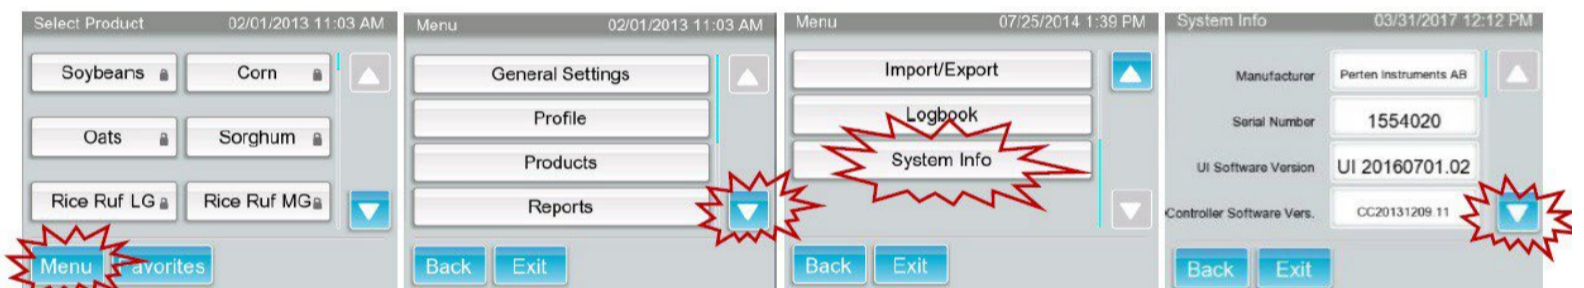 Select Product 02/01/2013 11:03 AM
Soybeans Corn
Oats Sorghum
Rice Ruf LG Rice Ruf MG
Menu Favorites
Menu 02/01/2013 11:03 AM
General Settings
Profile
Products
Reports
Back Exit
Menu 07/25/2014 1:39 PM
Import/Export
Logbook
System Info
Back Exit
System Info 03/31/2017 12:12 PM
Manufacturer Perten Instruments AB
Serial Number 1554020
UI Software Version UI 20160701.02
Controller Software Vers. CC20131209.11
Back Exit